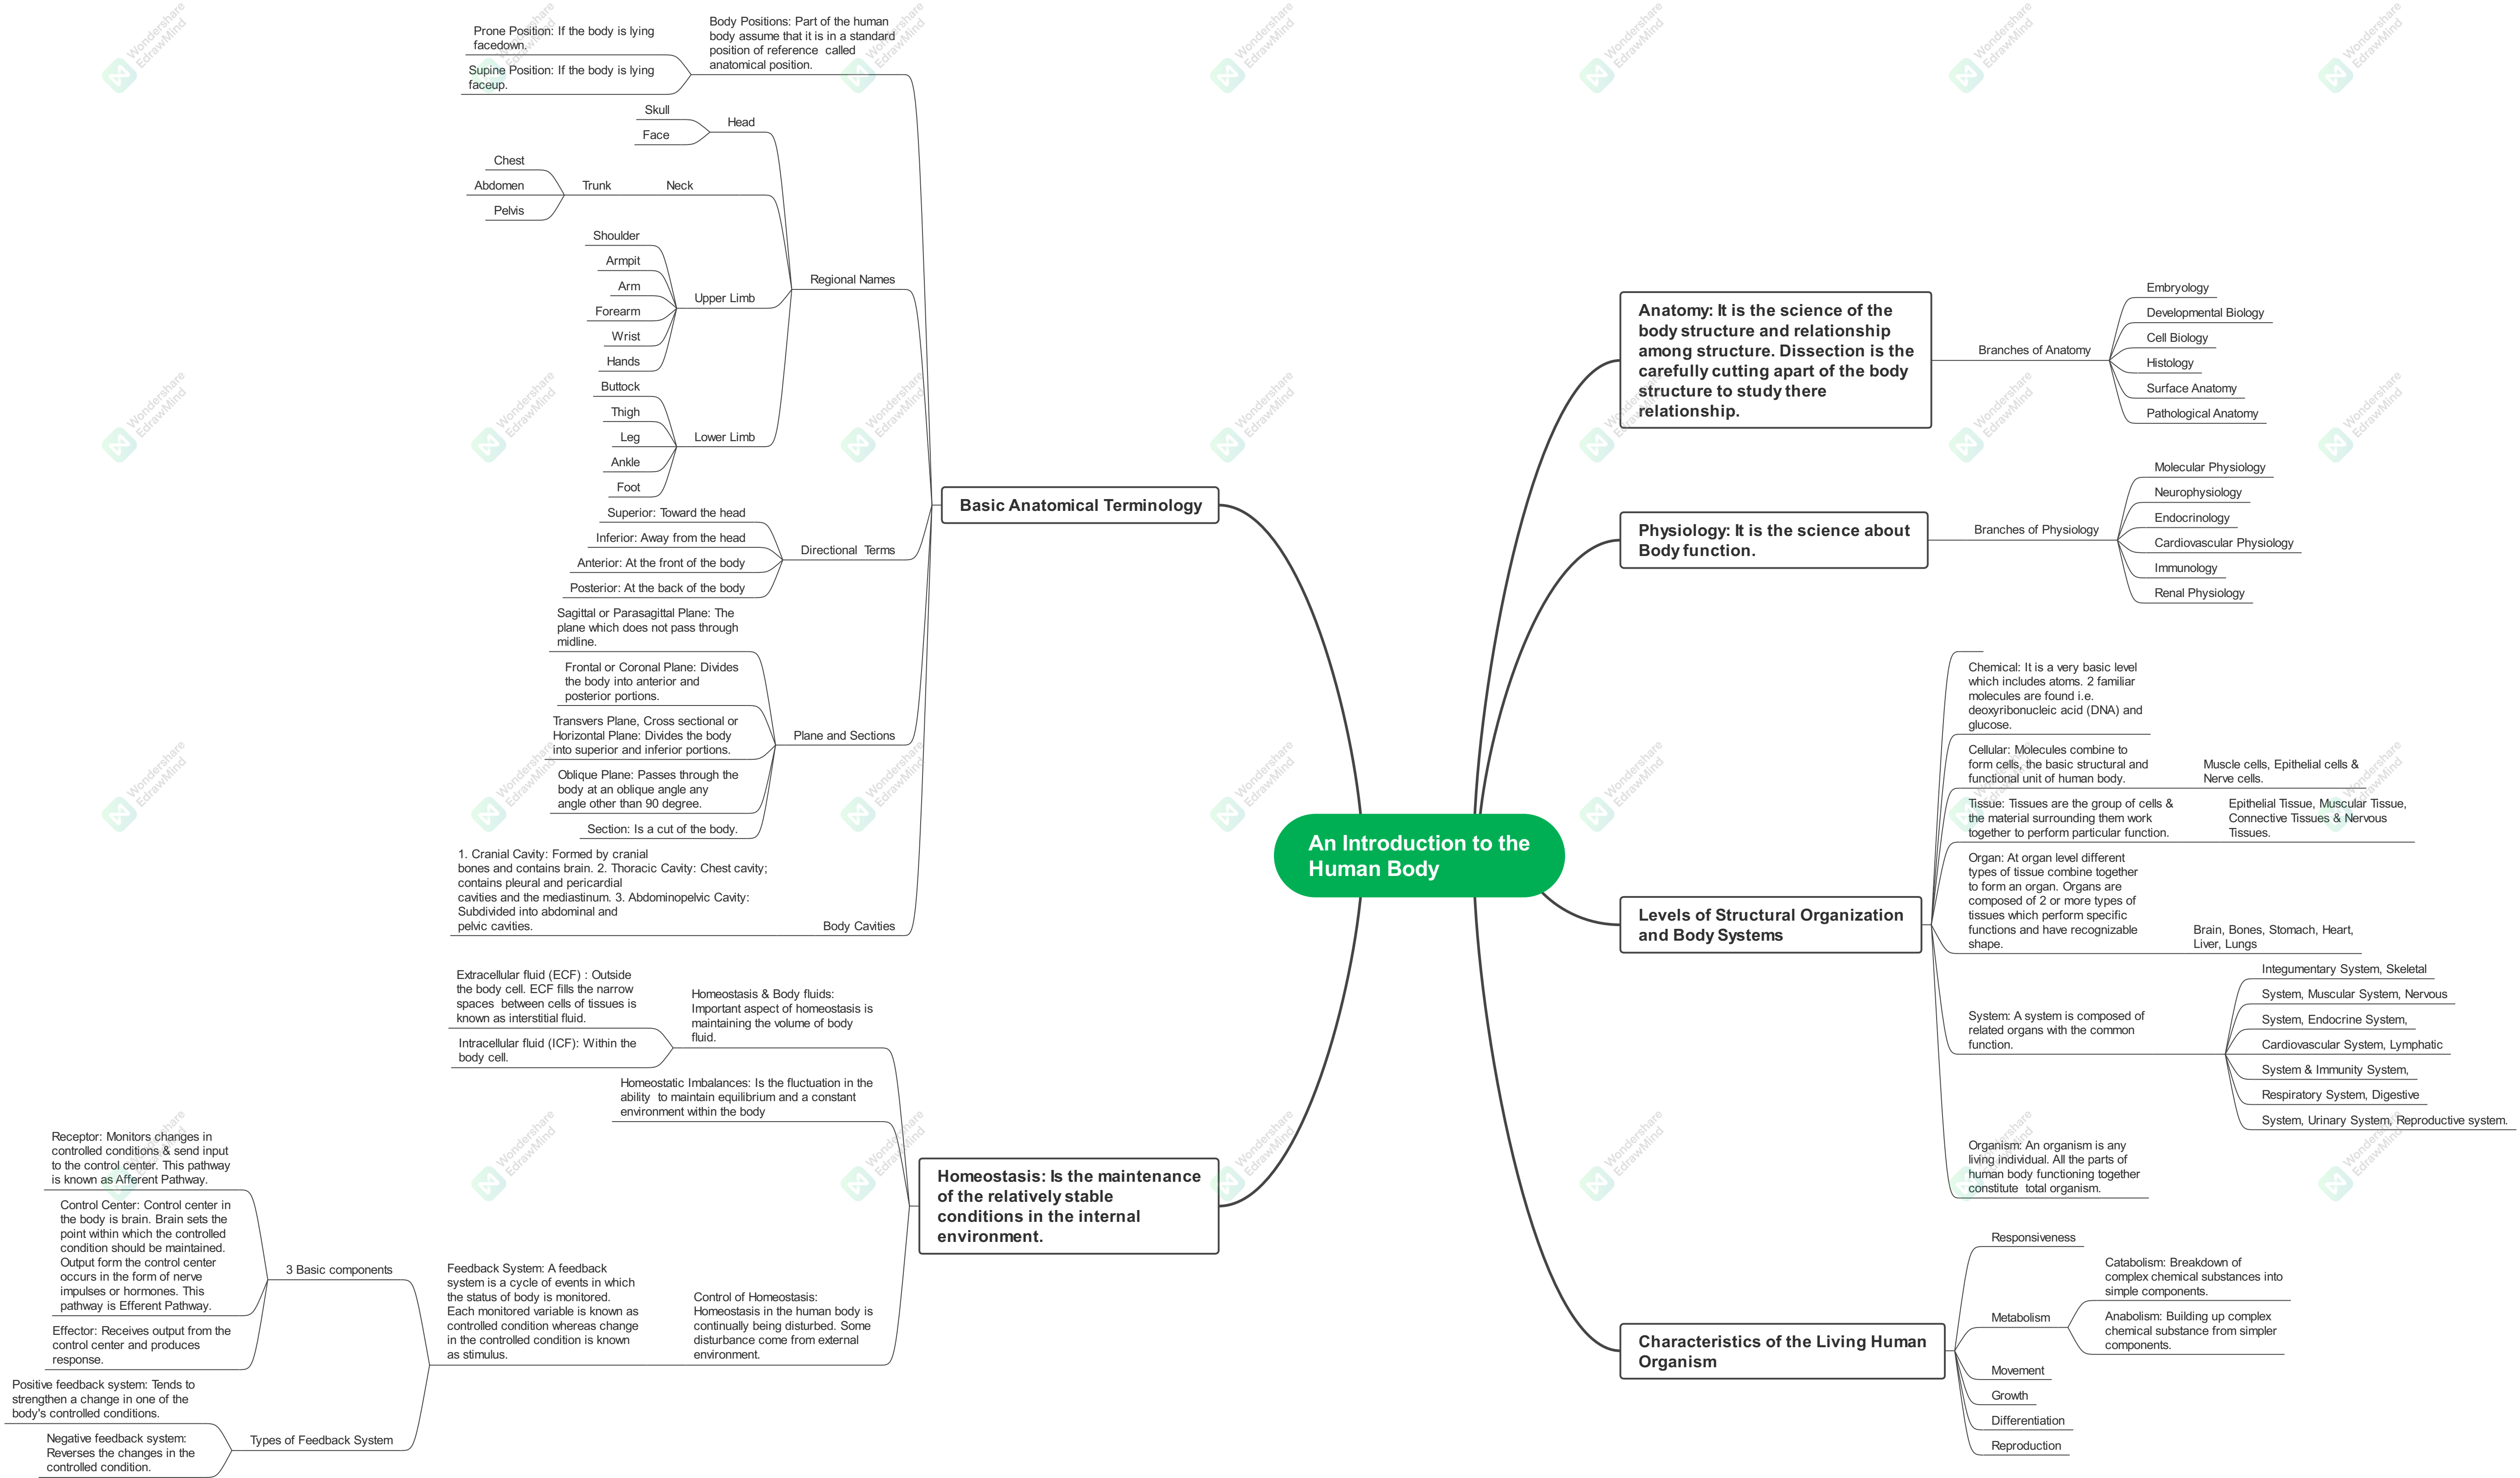 An Introduction to the
Human Body
Anatomy: It is the science of the
body structure and relationship
among structure. Dissection is the
carefully cutting apart of the body
structure to study there
relationship.
Branches of Anatomy
Embryology
Developmental Biology
Cell Biology
Histology
Surface Anatomy
Pathological Anatomy
Physiology: It is the science about
Body function.
Branches of Physiology
Molecular Physiology
Neurophysiology
Endocrinology
Cardiovascular Physiology
Immunology
Renal Physiology
Levels of Structural Organization
and Body Systems
Chemical: It is a very basic level
which includes atoms. 2 familiar
molecules are found i.e.
deoxyribonucleic acid (DNA) and
glucose.
Cellular: Molecules combine to
form cells, the basic structural and
functional unit of human body.
Muscle cells, Epithelial cells &
Nerve cells.
Tissue: Tissues are the group of cells &
the material surrounding them work
together to perform particular function.
Epithelial Tissue, Muscular Tissue,
Connective Tissues & Nervous
Tissues.
Organ: At organ level different
types of tissue combine together
to form an organ. Organs are
composed of 2 or more types of
tissues which perform specific
functions and have recognizable
shape.
Brain, Bones, Stomach, Heart,
Liver, Lungs
System: A system is composed of
related organs with the common
function.
Integumentary System, Skeletal
System, Muscular System, Nervous
System, Endocrine System,
Cardiovascular System, Lymphatic
System & Immunity System,
Respiratory System, Digestive
System, Urinary System, Reproductive system.
Organism: An organism is any
living individual. All the parts of
human body functioning together
constitute total organism.
Characteristics of the Living Human
Organism
Responsiveness
Metabolism
Catabolism: Breakdown of
complex chemical substances into
simple components.
Anabolism: Building up complex
chemical substance from simpler
components.
Movement
Growth
Differentiation
Reproduction
Basic Anatomical Terminology
Body Positions: Part of the human
body assume that it is in a standard
position of reference called
anatomical position.
Prone Position: If the body is lying
facedown.
Supine Position: If the body is lying
faceup.
Regional Names
Head
Skull
Face
Neck
Trunk
Chest
Abdomen
Pelvis
Upper Limb
Shoulder
Armpit
Arm
Forearm
Wrist
Hands
Lower Limb
Buttock
Thigh
Leg
Ankle
Foot
Directional Terms
Superior: Toward the head
Inferior: Away from the head
Anterior: At the front of the body
Posterior: At the back of the body
Plane and Sections
Sagittal or Parasagittal Plane: The
plane which does not pass through
midline.
Frontal or Coronal Plane: Divides
the body into anterior and
posterior portions.
Transvers Plane, Cross sectional or
Horizontal Plane: Divides the body
into superior and inferior portions.
Oblique Plane: Passes through the
body at an oblique angle any
angle other than 90 degree.
Section: Is a cut of the body.
Body Cavities
1. Cranial Cavity: Formed by cranial
bones and contains brain. 2. Thoracic Cavity: Chest cavity;
contains pleural and pericardial
cavities and the mediastinum. 3. Abdominopelvic Cavity:
Subdivided into abdominal and
pelvic cavities.
Homeostasis: Is the maintenance
of the relatively stable
conditions in the internal
environment.
Homeostasis & Body fluids:
Important aspect of homeostasis is
maintaining the volume of body
fluid.
Extracellular fluid (ECF) : Outside
the body cell. ECF fills the narrow
spaces between cells of tissues is
known as interstitial fluid.
Intracellular fluid (ICF): Within the
body cell.
Homeostatic Imbalances: Is the fluctuation in the
ability to maintain equilibrium and a constant
environment within the body
Control of Homeostasis:
Homeostasis in the human body is
continually being disturbed. Some
disturbance come from external
environment.
Feedback System: A feedback
system is a cycle of events in which
the status of body is monitored.
Each monitored variable is known as
controlled condition whereas change
in the controlled condition is known
as stimulus.
3 Basic components
Receptor: Monitors changes in
controlled conditions & send input
to the control center. This pathway
is known as Afferent Pathway.
Control Center: Control center in
the body is brain. Brain sets the
point within which the controlled
condition should be maintained.
Output form the control center
occurs in the form of nerve
impulses or hormones. This
pathway is Efferent Pathway.
Effector: Receives output from the
control center and produces
response.
Types of Feedback System
Positive feedback system: Tends to
strengthen a change in one of the
body's controlled conditions.
Negative feedback system:
Reverses the changes in the
controlled condition.
Wondershare
EdrawMind